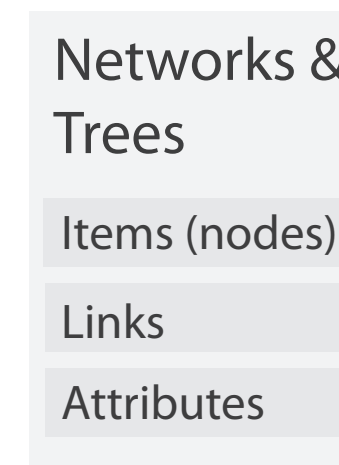 Networks &
Trees
Items (nodes)
Links
Attributes